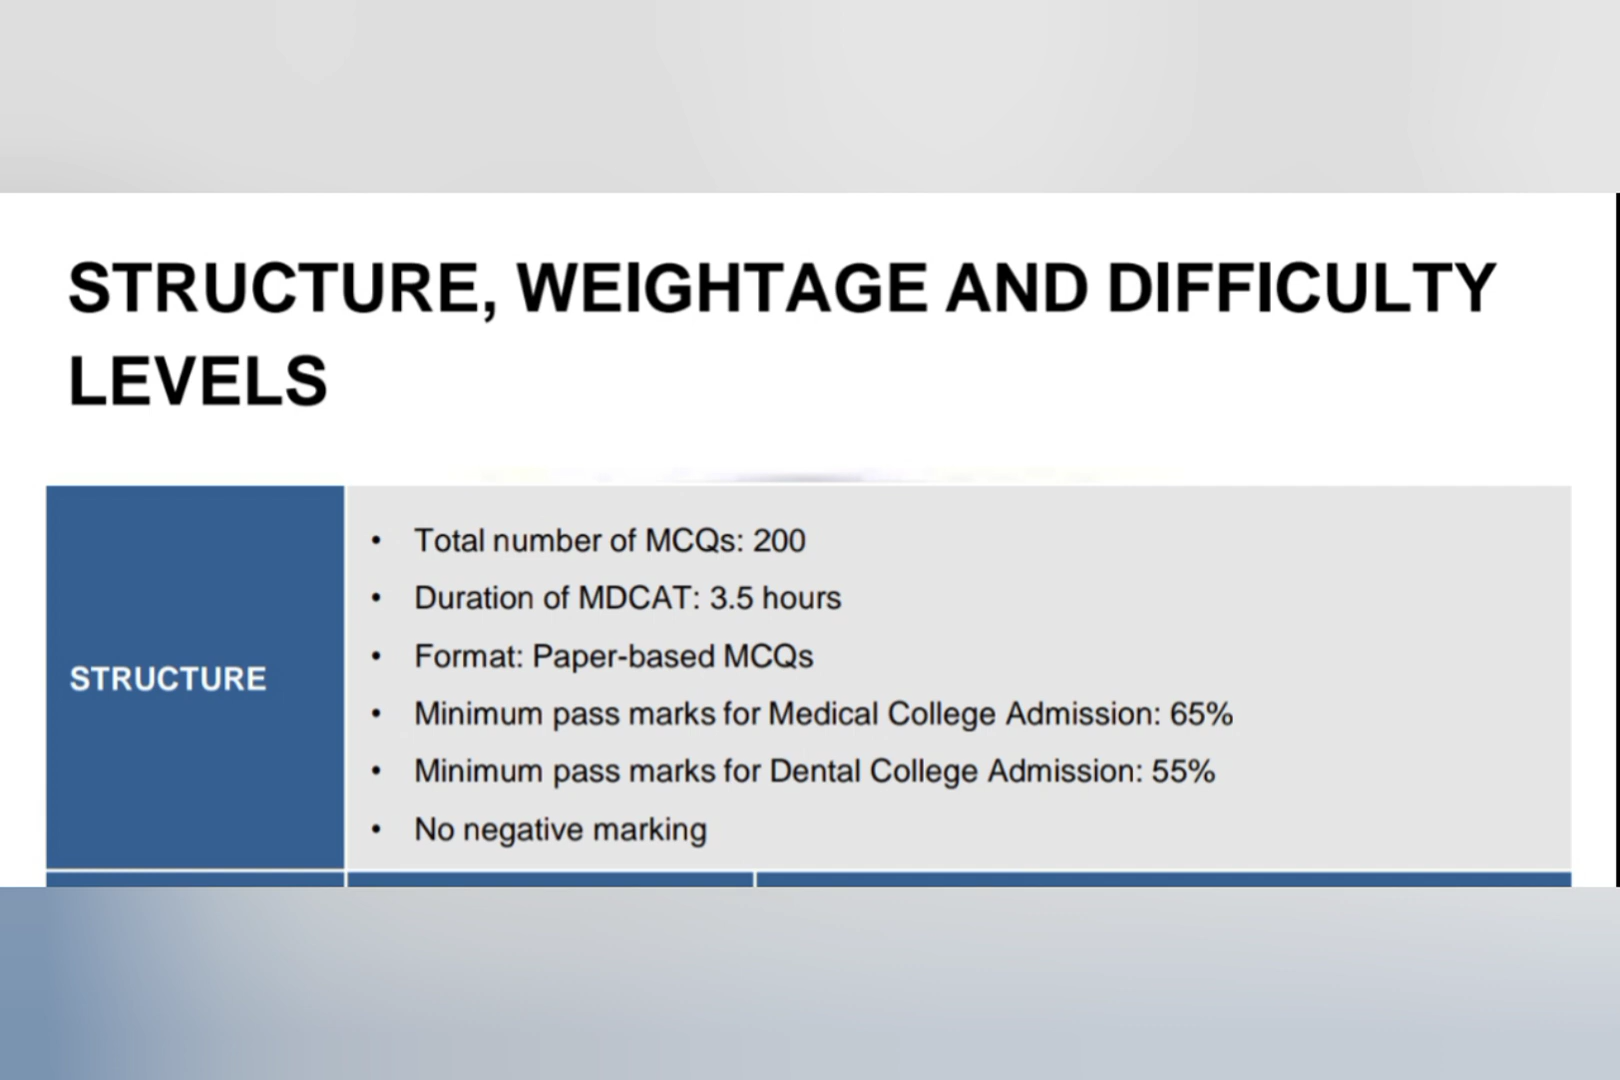 STRUCTURE, WEIGHTAGE AND DIFFICULTY
LEVELS
STRUCTURE
• Total number of MCQs: 200
• Duration of MDCAT: 3.5 hours
• Format: Paper-based MCQs
• Minimum pass marks for Medical College Admission: 65%
• Minimum pass marks for Dental College Admission: 55%
• No negative marking